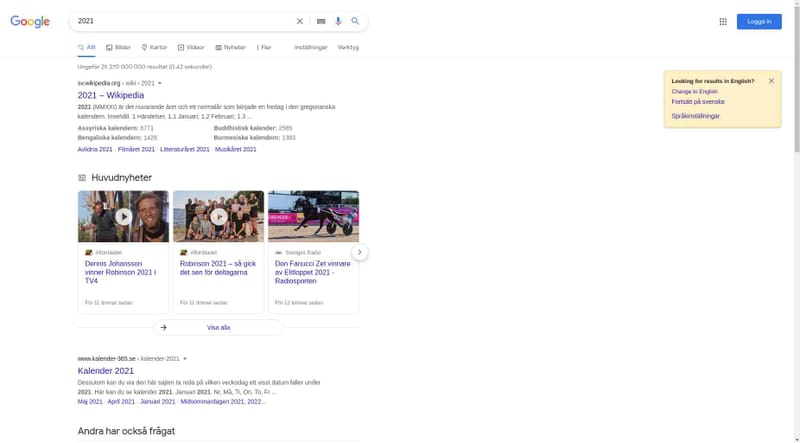 Google
2021
Logga in
Allt Bilder Kartor Videor Nyheter Fler Inställningar Verktyg
Ungefär 25 270 000 000 resultat (0,42 sekunder)
Looking for results in English?
Change to English
Fortsätt på svenska
Språkinställningar
sv.wikipedia.org › wiki › 2021
2021 – Wikipedia
2021 (MMXXI) är det nuvarande året och ett normalår som började en fredag i den gregorianska
kalendern. Innehåll. 1 Händelser. 1.1 Januari; 1.2 Februari; 1.3 ...
Assyriska kalendern: 6771 Buddhistisk kalender: 2565
Bengaliska kalendern: 1428 Burmesiska kalendern: 1383
Avlidna 2021 · Filmåret 2021 · Litteraturåret 2021 · Musikåret 2021
Huvudnyheter
Aftonbladet
Dennis Johansson
vinner Robinson 2021 i
TV4
För 11 timmar sedan
Aftonbladet
Robinson 2021 – så gick
det sen för deltagarna
För 11 timmar sedan
Sveriges Radio
Don Fanucci Zet vinnare
av Elitloppet 2021 -
Radiosporten
För 12 timmar sedan
Visa alla
www.kalender-365.se › kalender-2021
Kalender 2021
Dessutom kan du via den här sajten ta reda på vilken veckodag ett visst datum faller under
2021. Här kan du se kalender 2021. Januari 2021. Nr, Må, Ti, On, To, Fr ...
Maj 2021 · April 2021 · Januari 2021 · Midsommardagen 2021, 2022...
Andra har också frågat